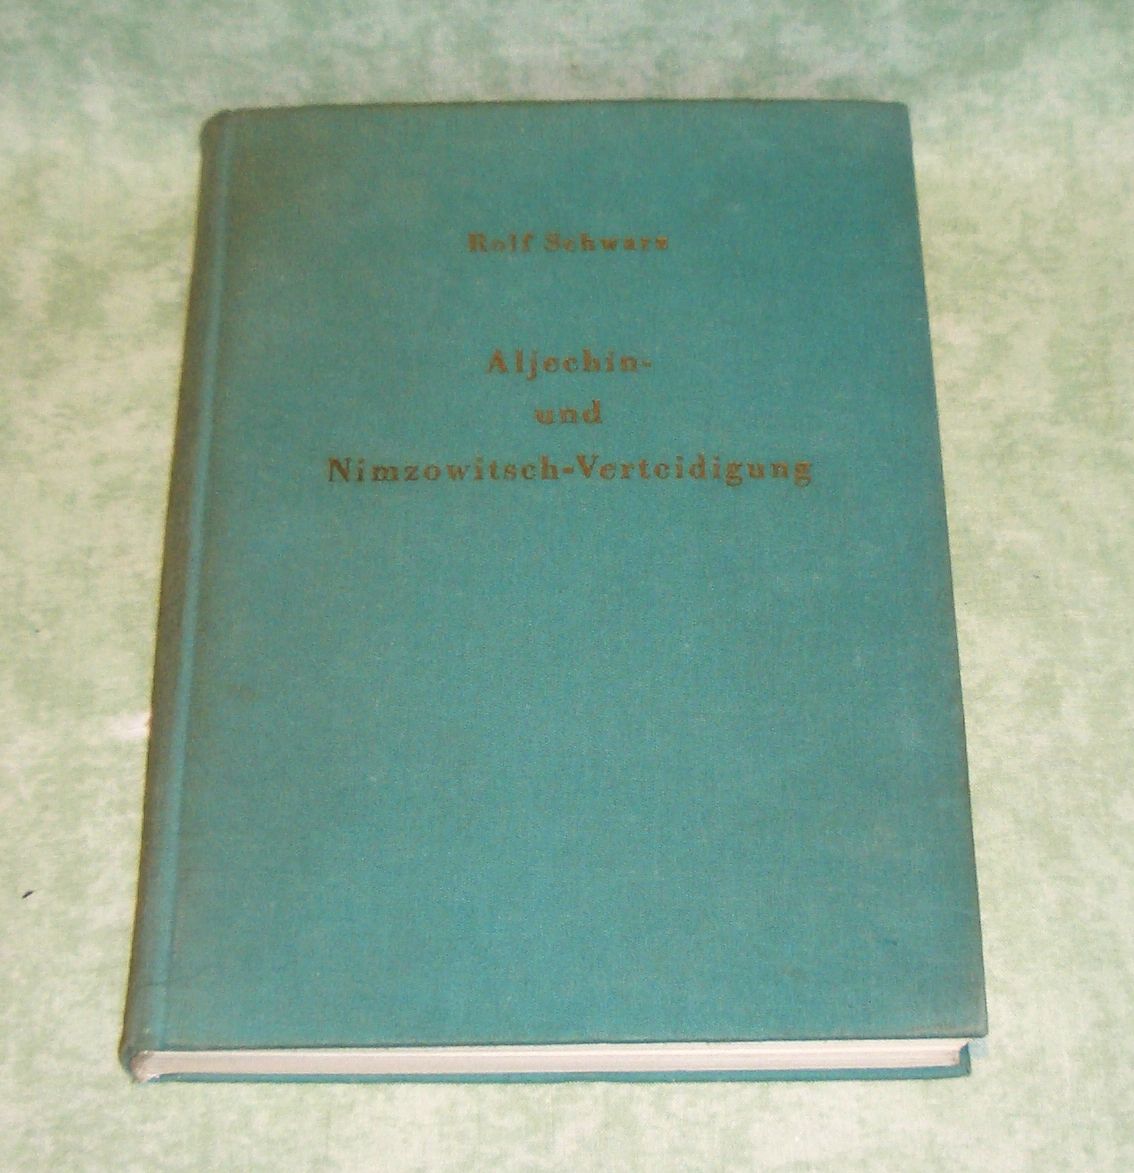 Rolf Schwarz
Aljechin-
und
Nimzowitsch-Verteidigung